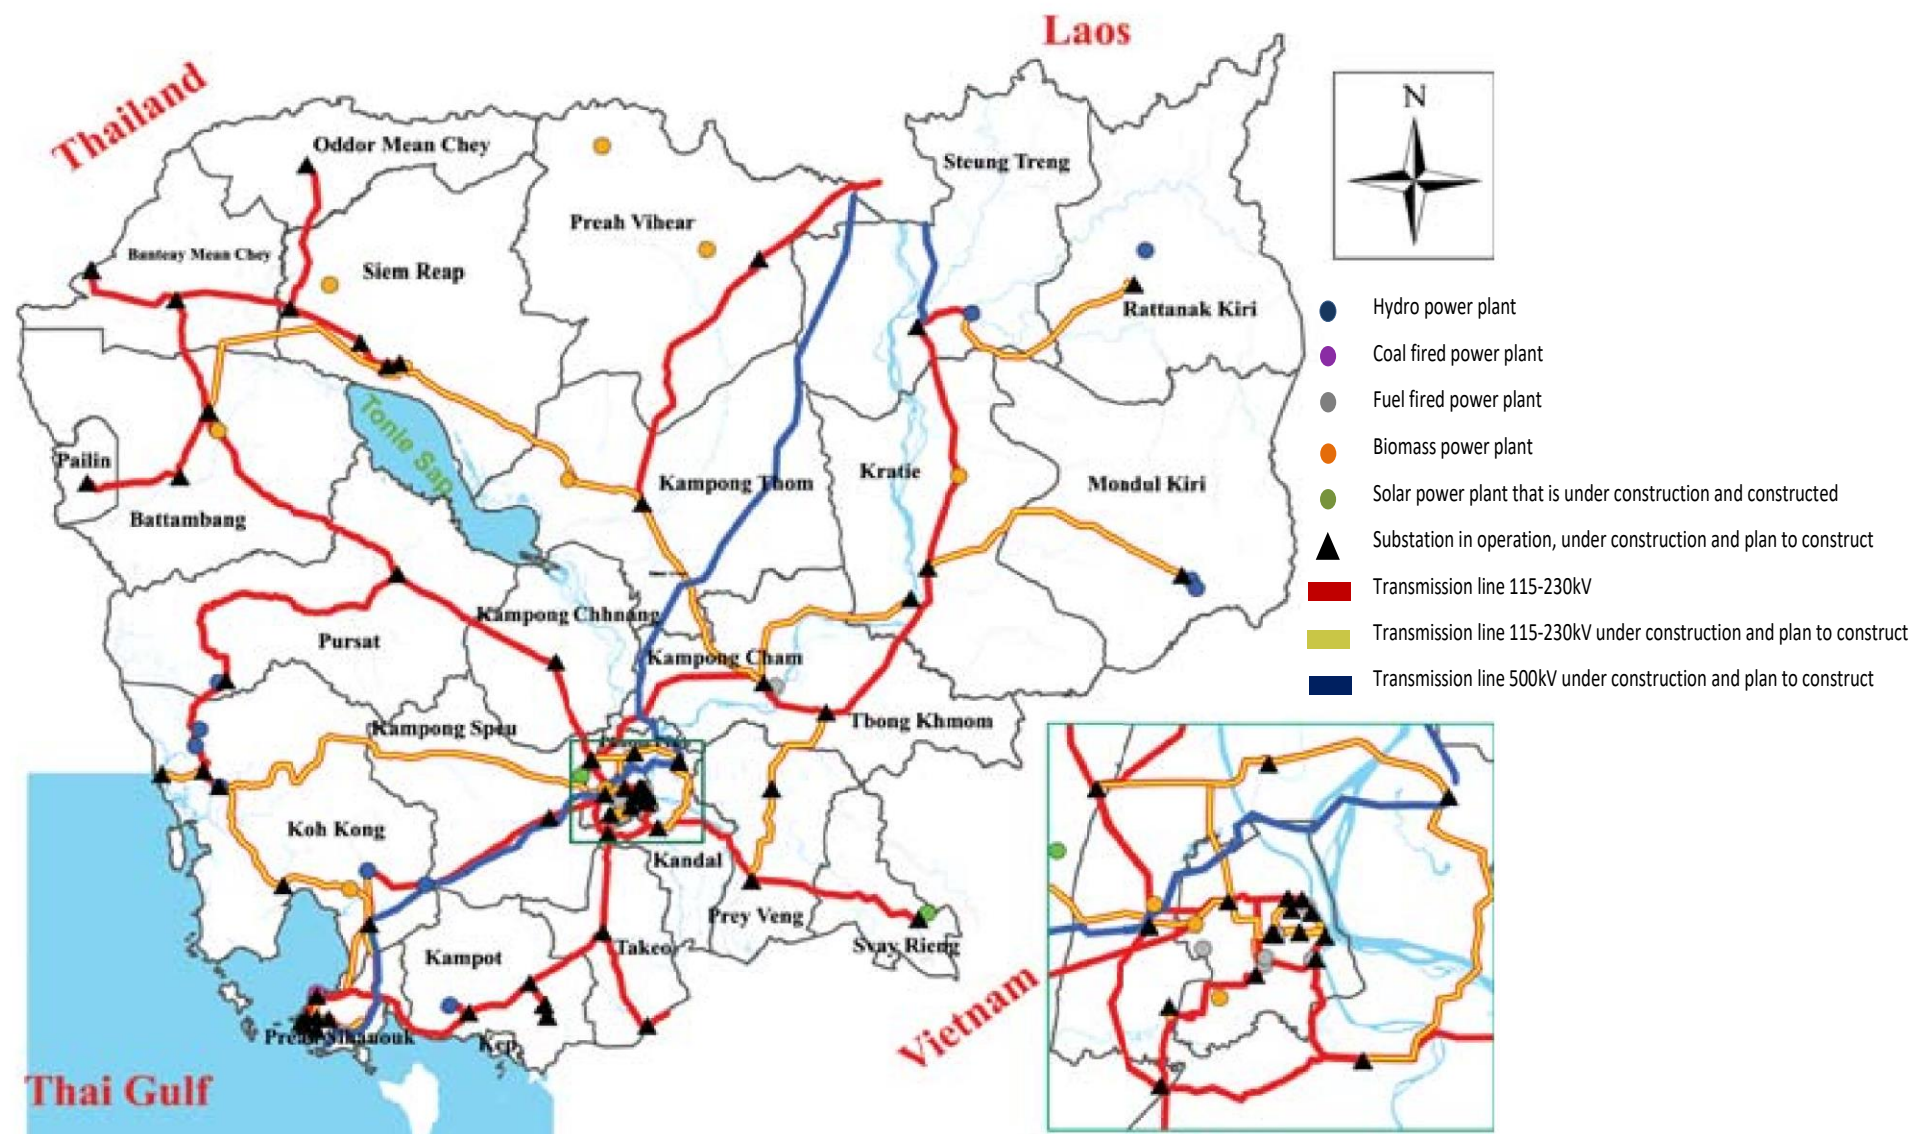 Laos
Thailand
N
Oddor Mean Chey
Steung Treng
Preah Vihear
Banteay Mean Chey
Siem Reap
Rattanak Kiri
Hydro power plant
Coal fired power plant
Fuel fired power plant
Biomass power plant
Solar power plant that is under construction and constructed
Substation in operation, under construction and plan to construct
Transmission line 115-230kV
Transmission line 115-230kV under construction and plan to construct
Transmission line 500kV under construction and plan to construct
Tonle Sap
Pailin
Kampong Thom
Kratie
Mondul Kiri
Battambang
Kampong Chhnang
Pursat
Kampong Cham
Kampong Speu
Tbong Khmom
Koh Kong
Kandal
Prey Veng
Svay Rieng
Kampot
Takeo
Preah Sihanouk
Kep
Vietnam
Thai Gulf